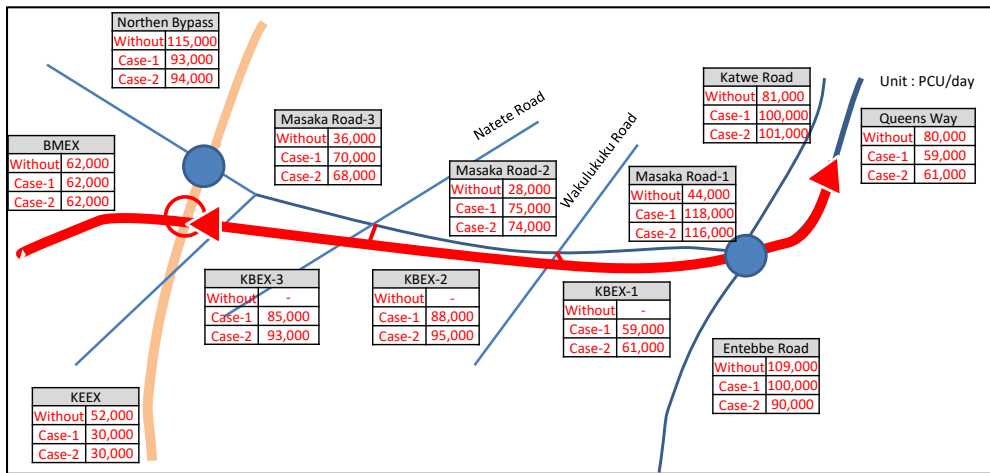 Northen Bypass
Without 115,000
Case-1 93,000
Case-2 94,000
Unit : PCU/day
Katwe Road
Without 81,000
Case-1 100,000
Case-2 101,000
Queens Way
Without 80,000
Case-1 59,000
Case-2 61,000
Masaka Road-3
Without 36,000
Case-1 70,000
Case-2 68,000
Natete Road
BMEX
Without 62,000
Case-1 62,000
Case-2 62,000
Masaka Road-2
Without 28,000
Case-1 75,000
Case-2 74,000
Wakulukuku Road
Masaka Road-1
Without 44,000
Case-1 118,000
Case-2 116,000
KBEX-3
Without -
Case-1 85,000
Case-2 93,000
KBEX-2
Without -
Case-1 88,000
Case-2 95,000
KBEX-1
Without -
Case-1 59,000
Case-2 61,000
Entebbe Road
Without 109,000
Case-1 100,000
Case-2 90,000
KEEX
Without 52,000
Case-1 30,000
Case-2 30,000